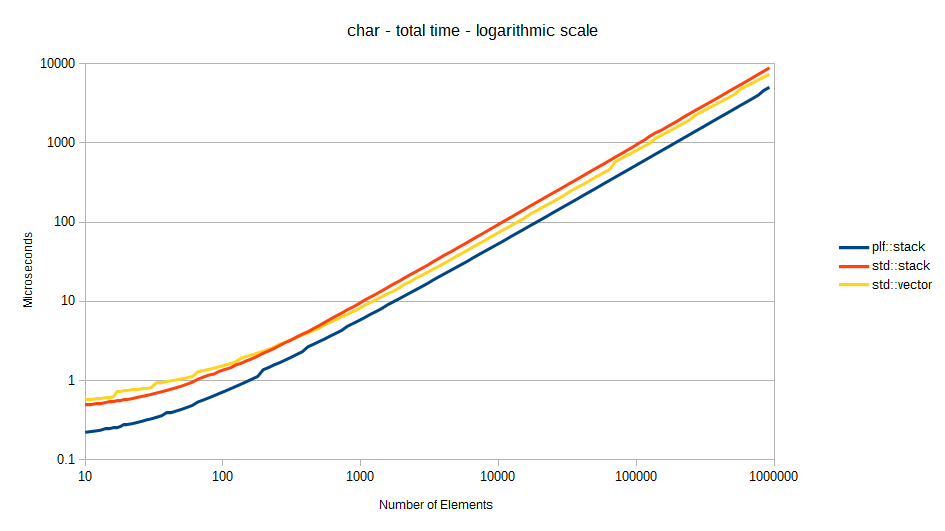 char - total time - logarithmic scale
10000
1000
100
10
1
0.1
Microseconds
10 100 1000 10000 100000 1000000
Number of Elements
plf::stack
std::stack
std::vector